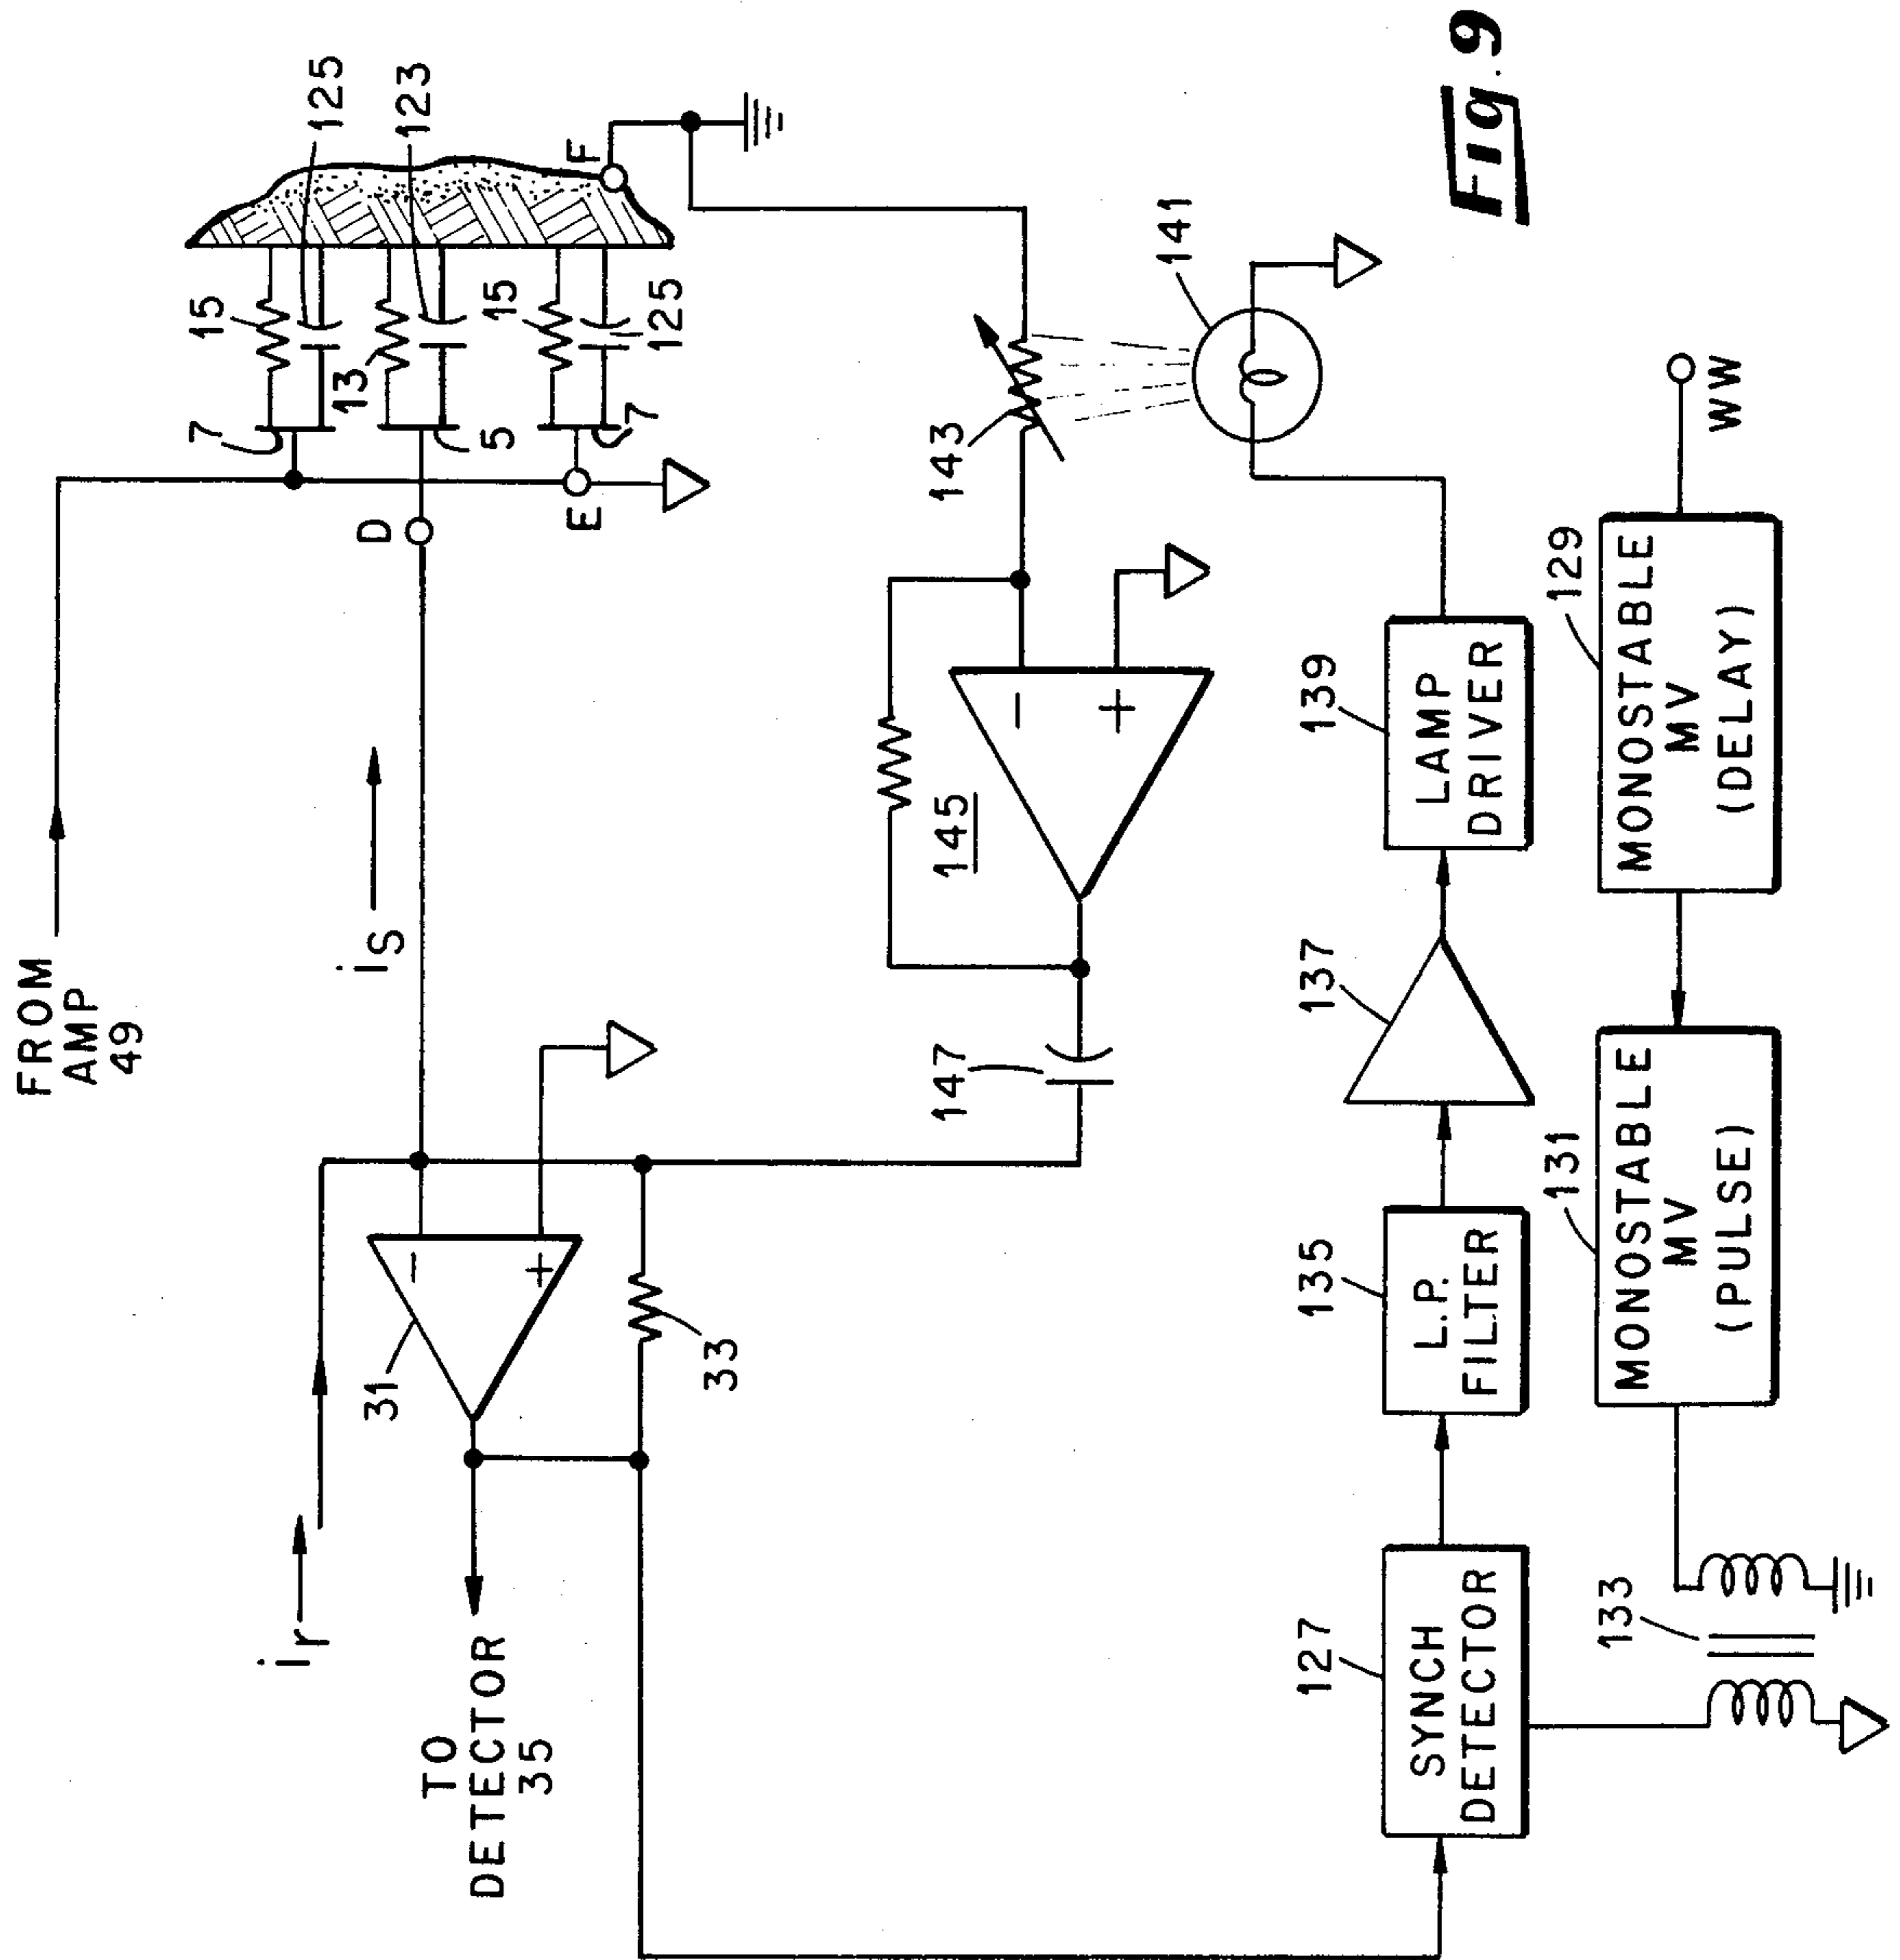 FROM
AMP
49
7
15
125
123
13
5
15
125
7
D
E
F
is
ir
31
33
TO
DETECTOR
35
-
+
147
145
-
+
143
141
137
139
LAMP
DRIVER
135
L.P.
FILTER
127
SYNCH
DETECTOR
133
131
MONOSTABLE
MV
(PULSE)
129
MONOSTABLE
MV
(DELAY)
WW
Fig. 9